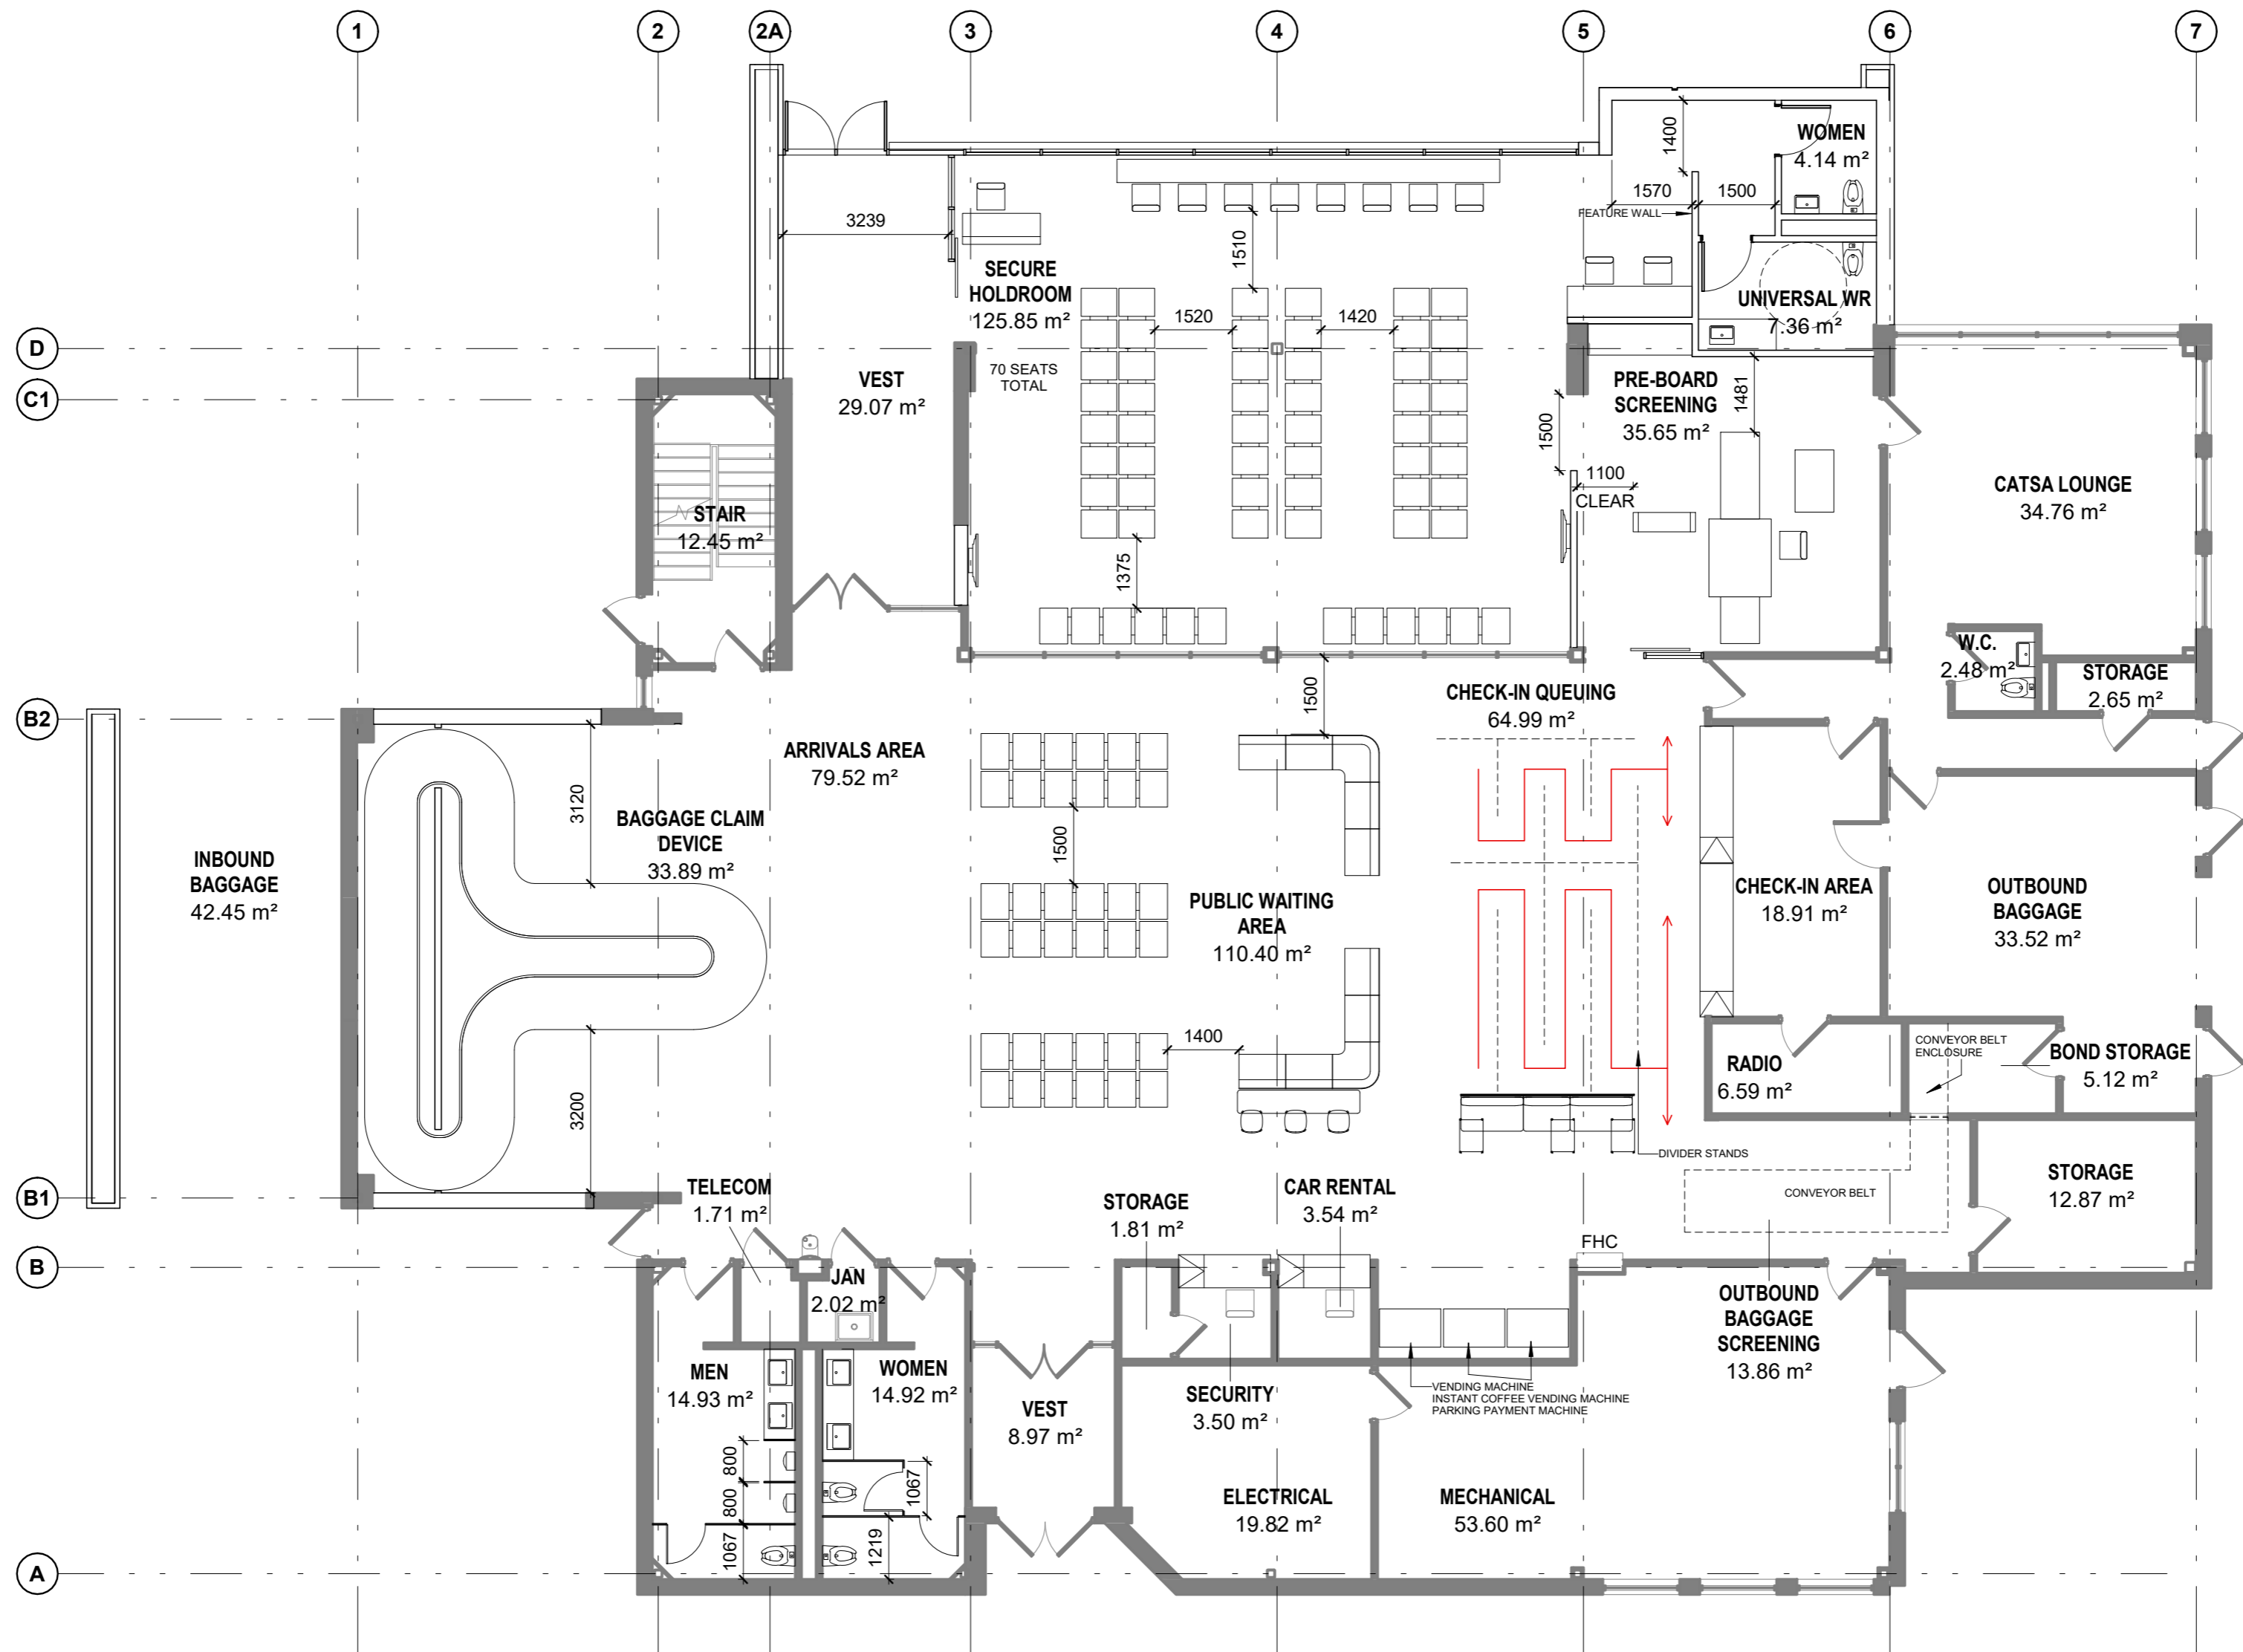 1
2
2A
3
4
5
6
7
D
C1
B2
B1
B
A
WOMEN
4.14 m²
1400
1570
1500
FEATURE WALL
3239
1510
SECURE
HOLDROOM
125.85 m²
UNIVERSAL WR
7.36 m²
1520
1420
70 SEATS
TOTAL
VEST
29.07 m²
PRE-BOARD
SCREENING
35.65 m²
1481
1500
1100
CLEAR
CATSA LOUNGE
34.76 m²
STAIR
12.45 m²
1375
W.C.
2.48 m²
STORAGE
2.65 m²
1500
CHECK-IN QUEUING
64.99 m²
ARRIVALS AREA
79.52 m²
3120
BAGGAGE CLAIM
DEVICE
33.89 m²
1500
INBOUND
BAGGAGE
42.45 m²
PUBLIC WAITING
AREA
110.40 m²
CHECK-IN AREA
18.91 m²
OUTBOUND
BAGGAGE
33.52 m²
1400
3200
RADIO
6.59 m²
CONVEYOR BELT
ENCLOSURE
BOND STORAGE
5.12 m²
DIVIDER STANDS
CONVEYOR BELT
STORAGE
12.87 m²
TELECOM
1.71 m²
STORAGE
1.81 m²
CAR RENTAL
3.54 m²
FHC
JAN
2.02 m²
OUTBOUND
BAGGAGE
SCREENING
13.86 m²
MEN
14.93 m²
WOMEN
14.92 m²
VEST
8.97 m²
SECURITY
3.50 m²
VENDING MACHINE
INSTANT COFFEE VENDING MACHINE
PARKING PAYMENT MACHINE
800
800
1067
1067
1219
ELECTRICAL
19.82 m²
MECHANICAL
53.60 m²